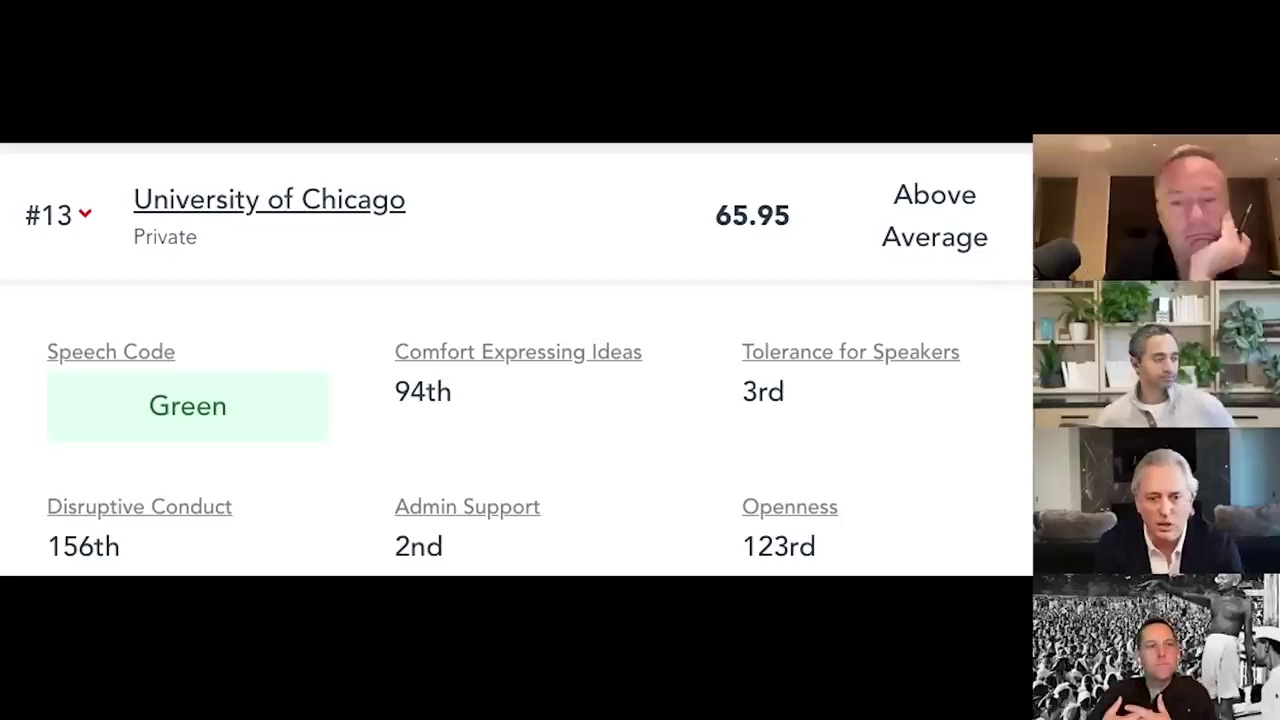 #13
University of Chicago
Private
65.95
Above
Average
Speech Code
Green
Comfort Expressing Ideas
94th
Tolerance for Speakers
3rd
Disruptive Conduct
156th
Admin Support
2nd
Openness
123rd